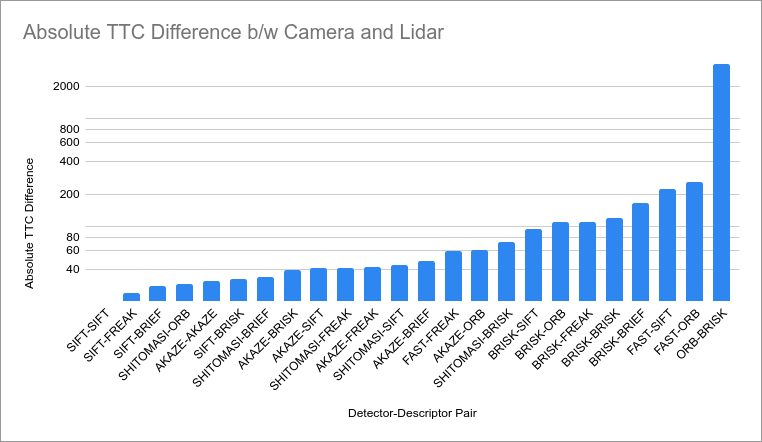 Absolute TTC Difference b/w Camera and Lidar
Absolute TTC Difference
2000
800
600
400
200
80
60
40
SIFT-SIFT
SIFT-FREAK
SIFT-BRIEF
SHITOMASI-ORB
AKAZE-AKAZE
SIFT-BRISK
SHITOMASI-BRIEF
AKAZE-BRISK
AKAZE-SIFT
SHITOMASI-FREAK
AKAZE-FREAK
SHITOMASI-SIFT
AKAZE-BRIEF
FAST-FREAK
AKAZE-ORB
SHITOMASI-BRISK
BRISK-SIFT
BRISK-ORB
BRISK-FREAK
BRISK-BRISK
BRISK-BRIEF
FAST-SIFT
FAST-ORB
ORB-BRISK
Detector-Descriptor Pair